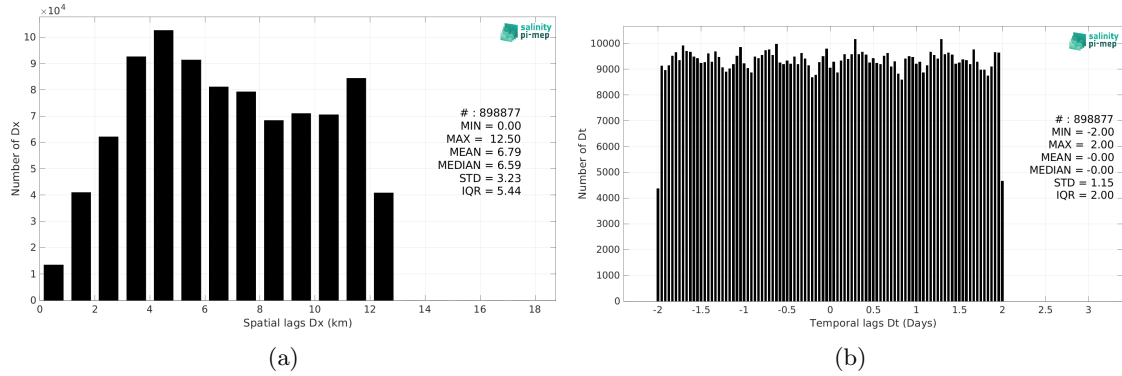 ×10⁴
salinity
pi-mep
10
9
8
7
6
5
4
3
2
1
0
Number of Dx
# : 898877
MIN = 0.00
MAX = 12.50
MEAN = 6.79
MEDIAN = 6.59
STD = 3.23
IQR = 5.44
0 2 4 6 8 10 12 14 16 18
Spatial lags Dx (km)
(a)
salinity
pi-mep
10000
9000
8000
7000
6000
5000
4000
3000
2000
1000
0
Number of Dt
# : 898877
MIN = -2.00
MAX = 2.00
MEAN = -0.00
MEDIAN = -0.00
STD = 1.15
IQR = 2.00
-2 -1.5 -1 -0.5 0 0.5 1 1.5 2 2.5 3
Temporal lags Dt (Days)
(b)